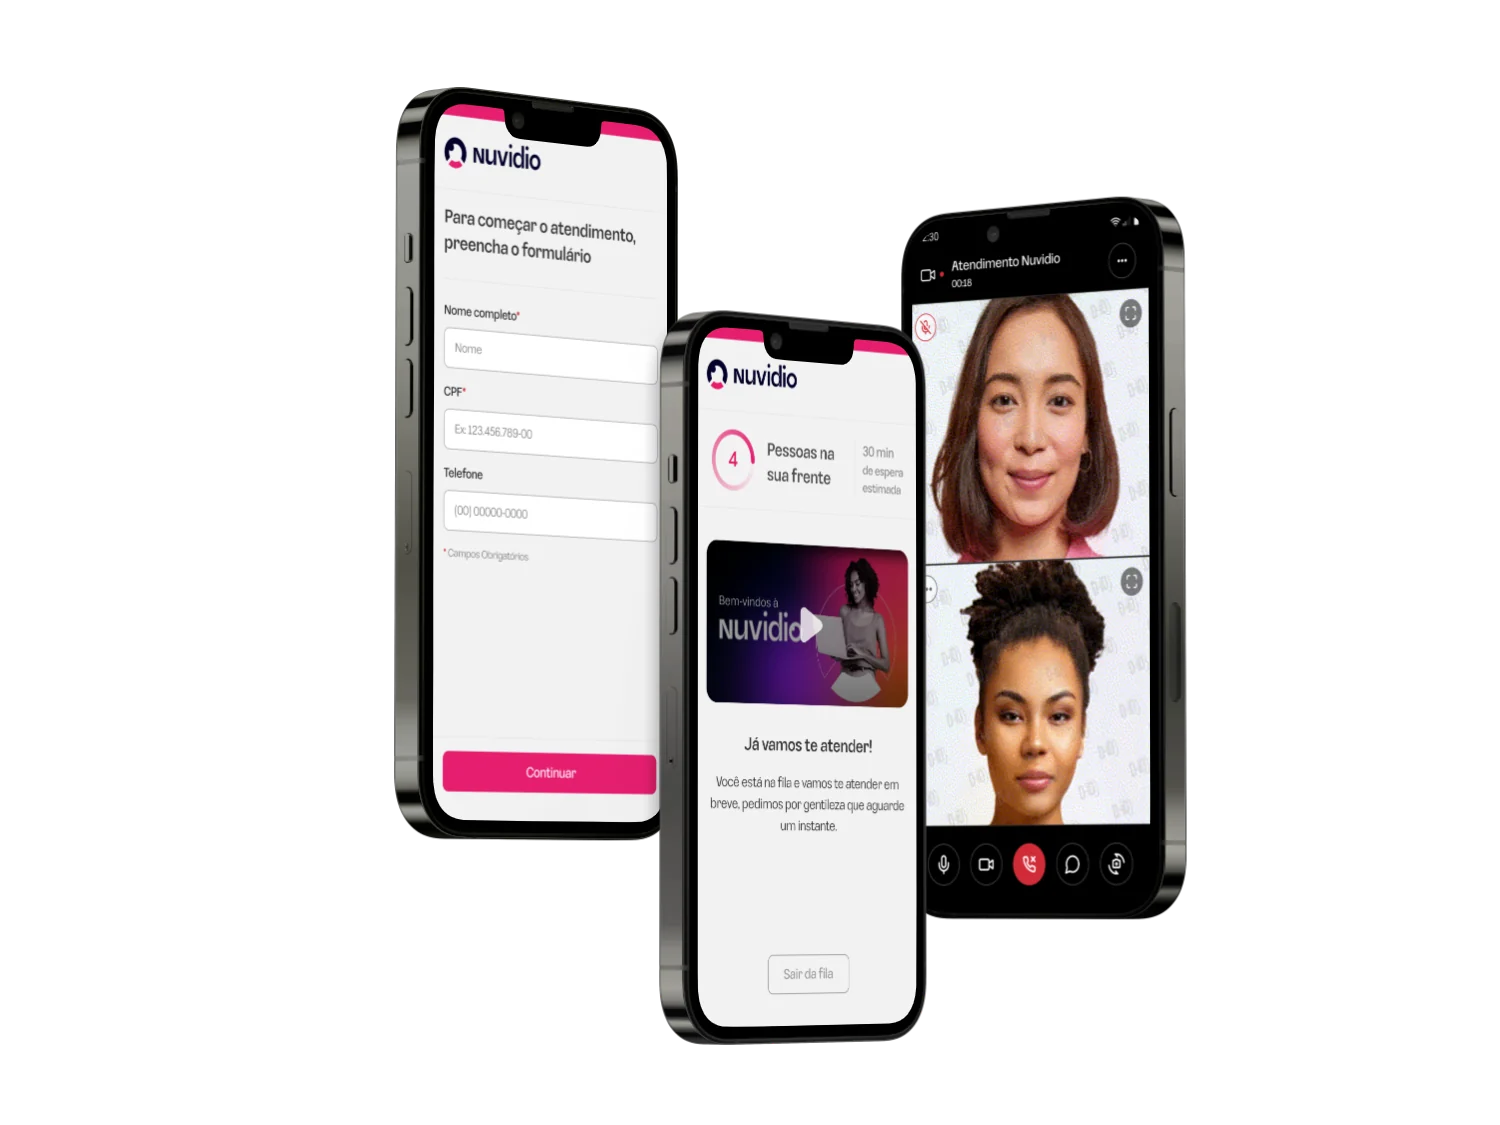 Nuvidio
Para começar o atendimento,
preencha o formulário
Nome completo*
Nome
CPF*
Ex: 123.456.789-00
Telefone
(00) 00000-0000
* Campos Obrigatórios
Continuar
Nuvidio
4
Pessoas na
sua frente
30 min
de espera
estimada
Bem-vindos à
Nuvidio
Já vamos te atender!
Você está na fila e vamos te atender em
breve, pedimos por gentileza que aguarde
um instante.
Sair da fila
2:30
Atendimento Nuvidio
00:18